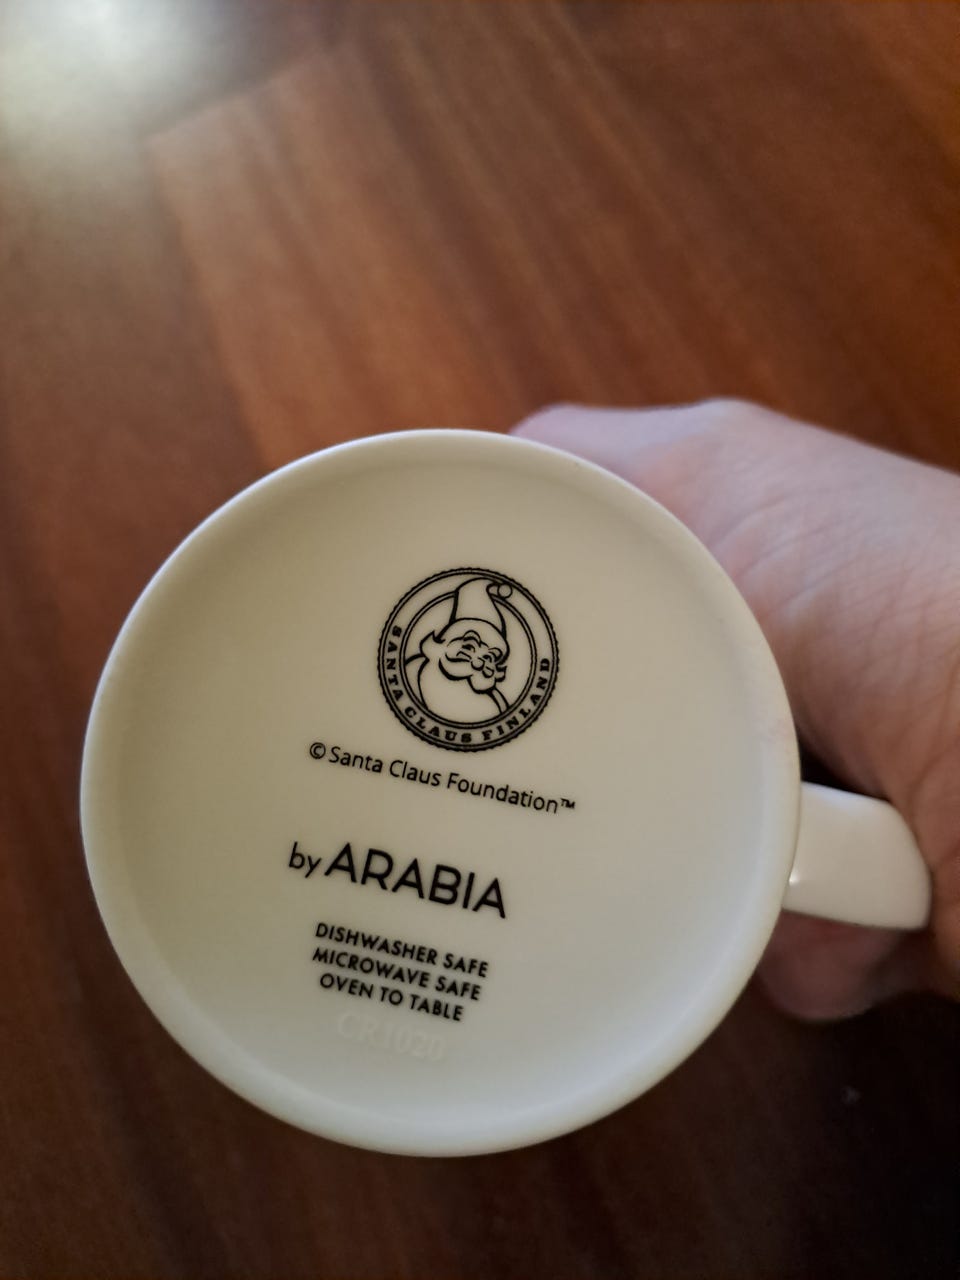 SANTA CLAUS FINLAND
© Santa Claus Foundation™
by ARABIA
DISHWASHER SAFE
MICROWAVE SAFE
OVEN TO TABLE
CR1020